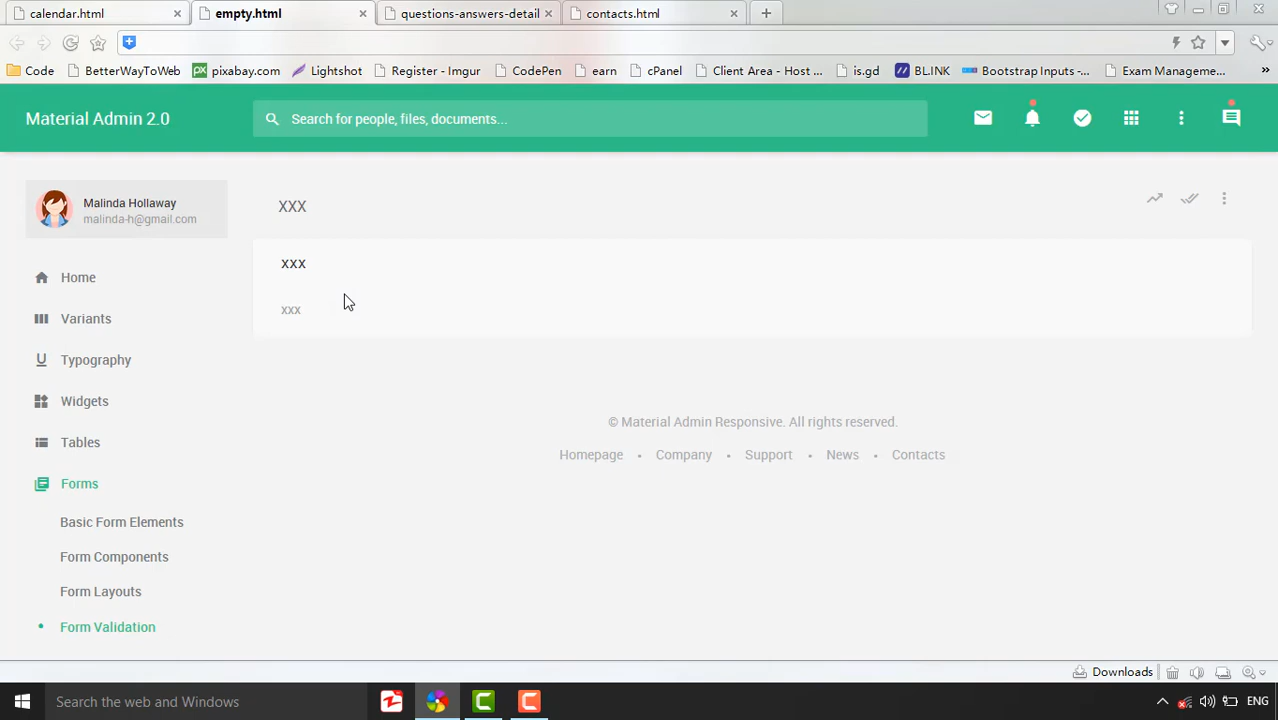 calendar.html
empty.html
questions-answers-detail
contacts.html
Code
BetterWayToWeb
pixabay.com
Lightshot
Register - Imgur
CodePen
earn
cPanel
Client Area - Host ...
is.gd
BL.INK
Bootstrap Inputs -...
Exam Manageme...
Material Admin 2.0
Search for people, files, documents...
Malinda Hollaway
malinda-h@gmail.com
XXX
Home
Variants
Typography
Widgets
Tables
Forms
Basic Form Elements
Form Components
Form Layouts
Form Validation
xxx
xxx
© Material Admin Responsive. All rights reserved.
Homepage • Company • Support • News • Contacts
Downloads
Search the web and Windows
ENG